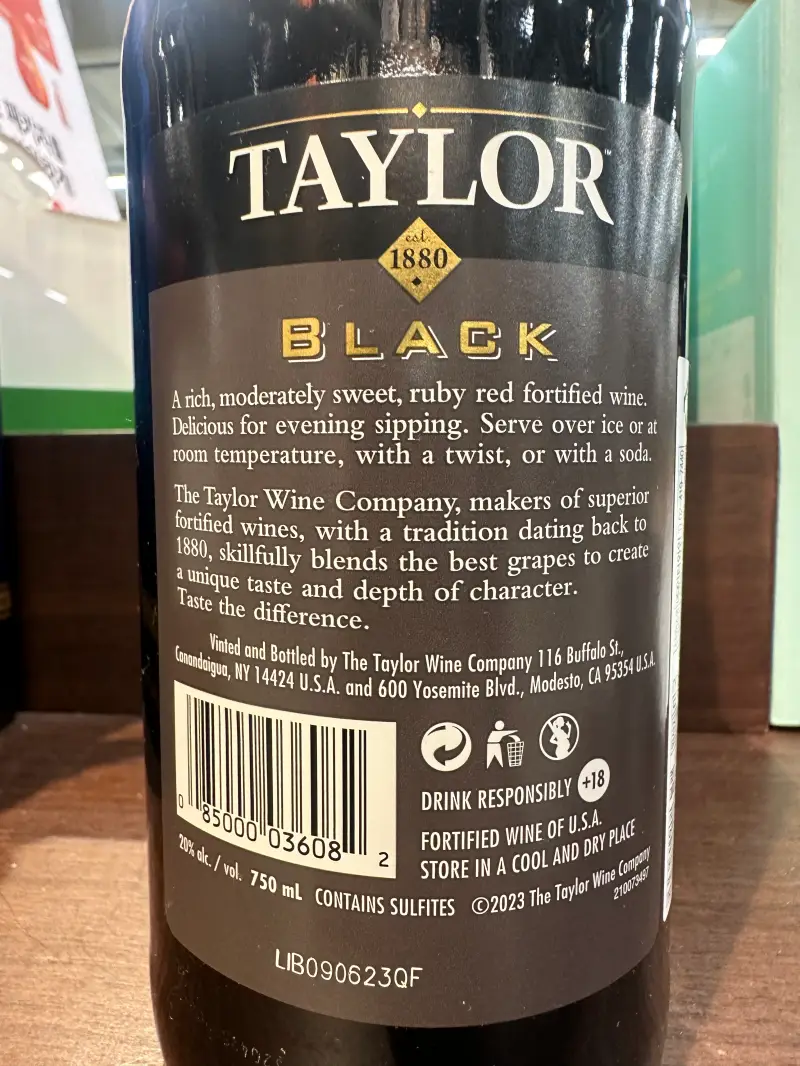 TAYLOR™
est.
1880
BLACK
A rich, moderately sweet, ruby red fortified wine.
Delicious for evening sipping. Serve over ice or at
room temperature, with a twist, or with a soda.
The Taylor Wine Company, makers of superior
fortified wines, with a tradition dating back to
1880, skillfully blends the best grapes to create
a unique taste and depth of character.
Taste the difference.
Vinted and Bottled by The Taylor Wine Company 116 Buffalo St.,
Canandaigua, NY 14424 U.S.A. and 600 Yosemite Blvd., Modesto, CA 95354 U.S.A.
0 85000 03608 2
DRINK RESPONSIBLY +18
FORTIFIED WINE OF U.S.A.
STORE IN A COOL AND DRY PLACE
20% alc. / vol. 750 mL CONTAINS SULFITES ©2023 The Taylor Wine Company
210073497
LIB090623QF